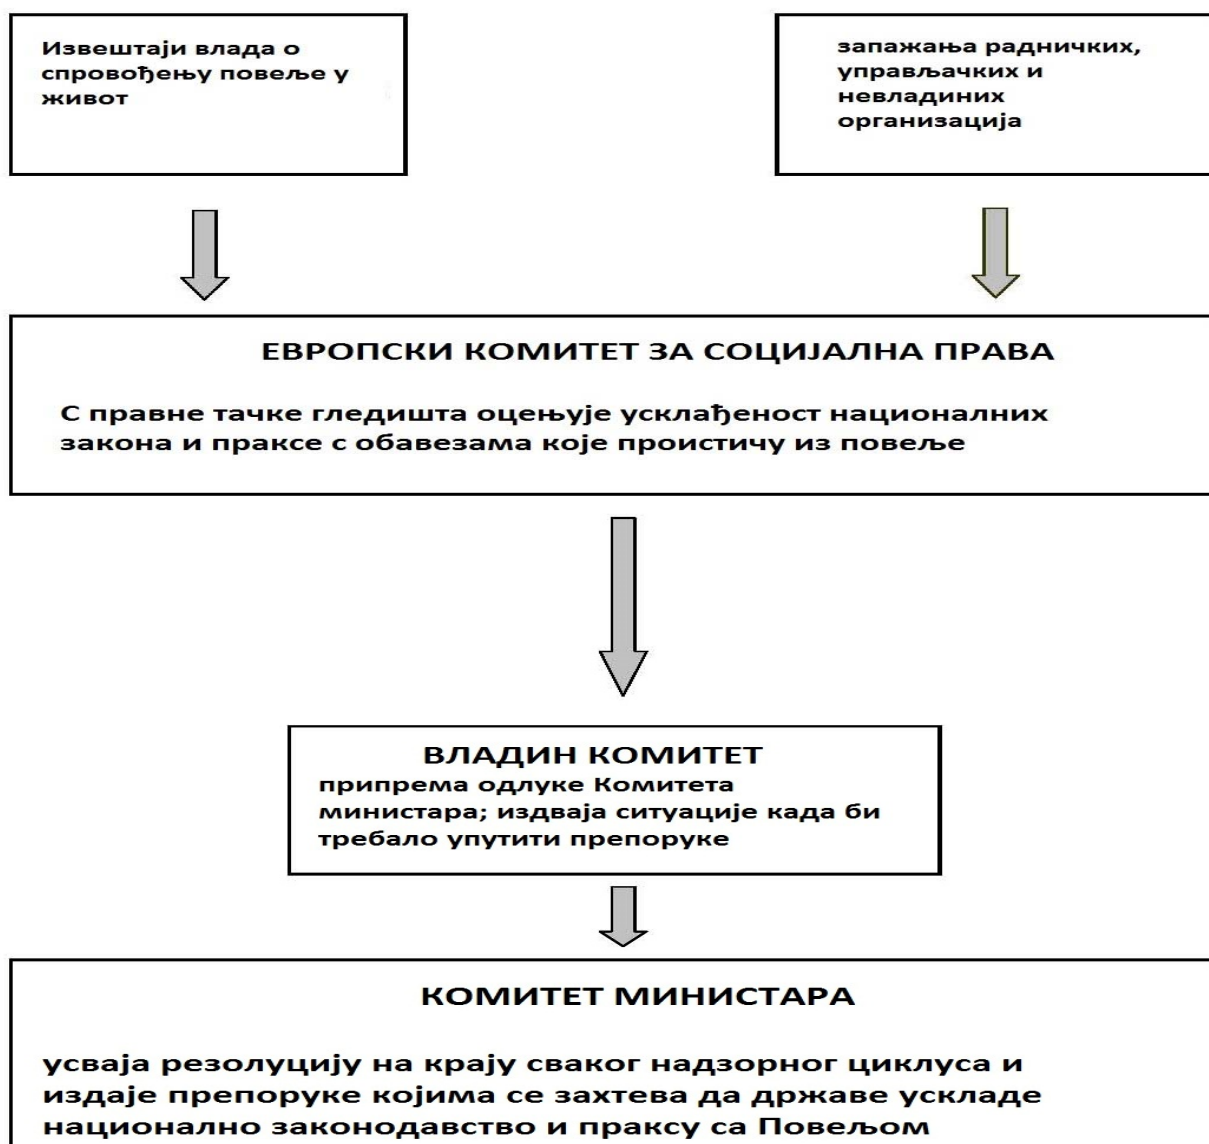 Извештаји влада о
спровођењу повеље у
живот
запажања радничких,
управљачких и
невладиних
организација
ЕВРОПСКИ КОМИТЕТ ЗА СОЦИЈАЛНА ПРАВА
С правне тачке гледишта оцењује усклађеност националних
закона и праксе с обавезама које проистичу из повеље
ВЛАДИН КОМИТЕТ
припрема одлуке Комитета
министара; издваја ситуације када би
требало упутити препоруке
КОМИТЕТ МИНИСТАРА
усваја резолуцију на крају сваког надзорног циклуса и
издаје препоруке којима се захтева да државе ускладе
национално законодавство и праксу са Повељом